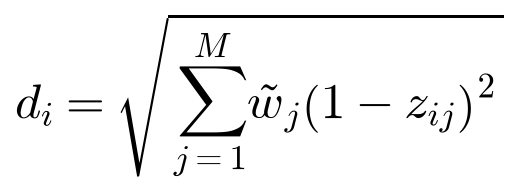 $d_i = \sqrt{\sum_{j=1}^{M} \tilde{w}_j (1 - z_{ij})^2}$